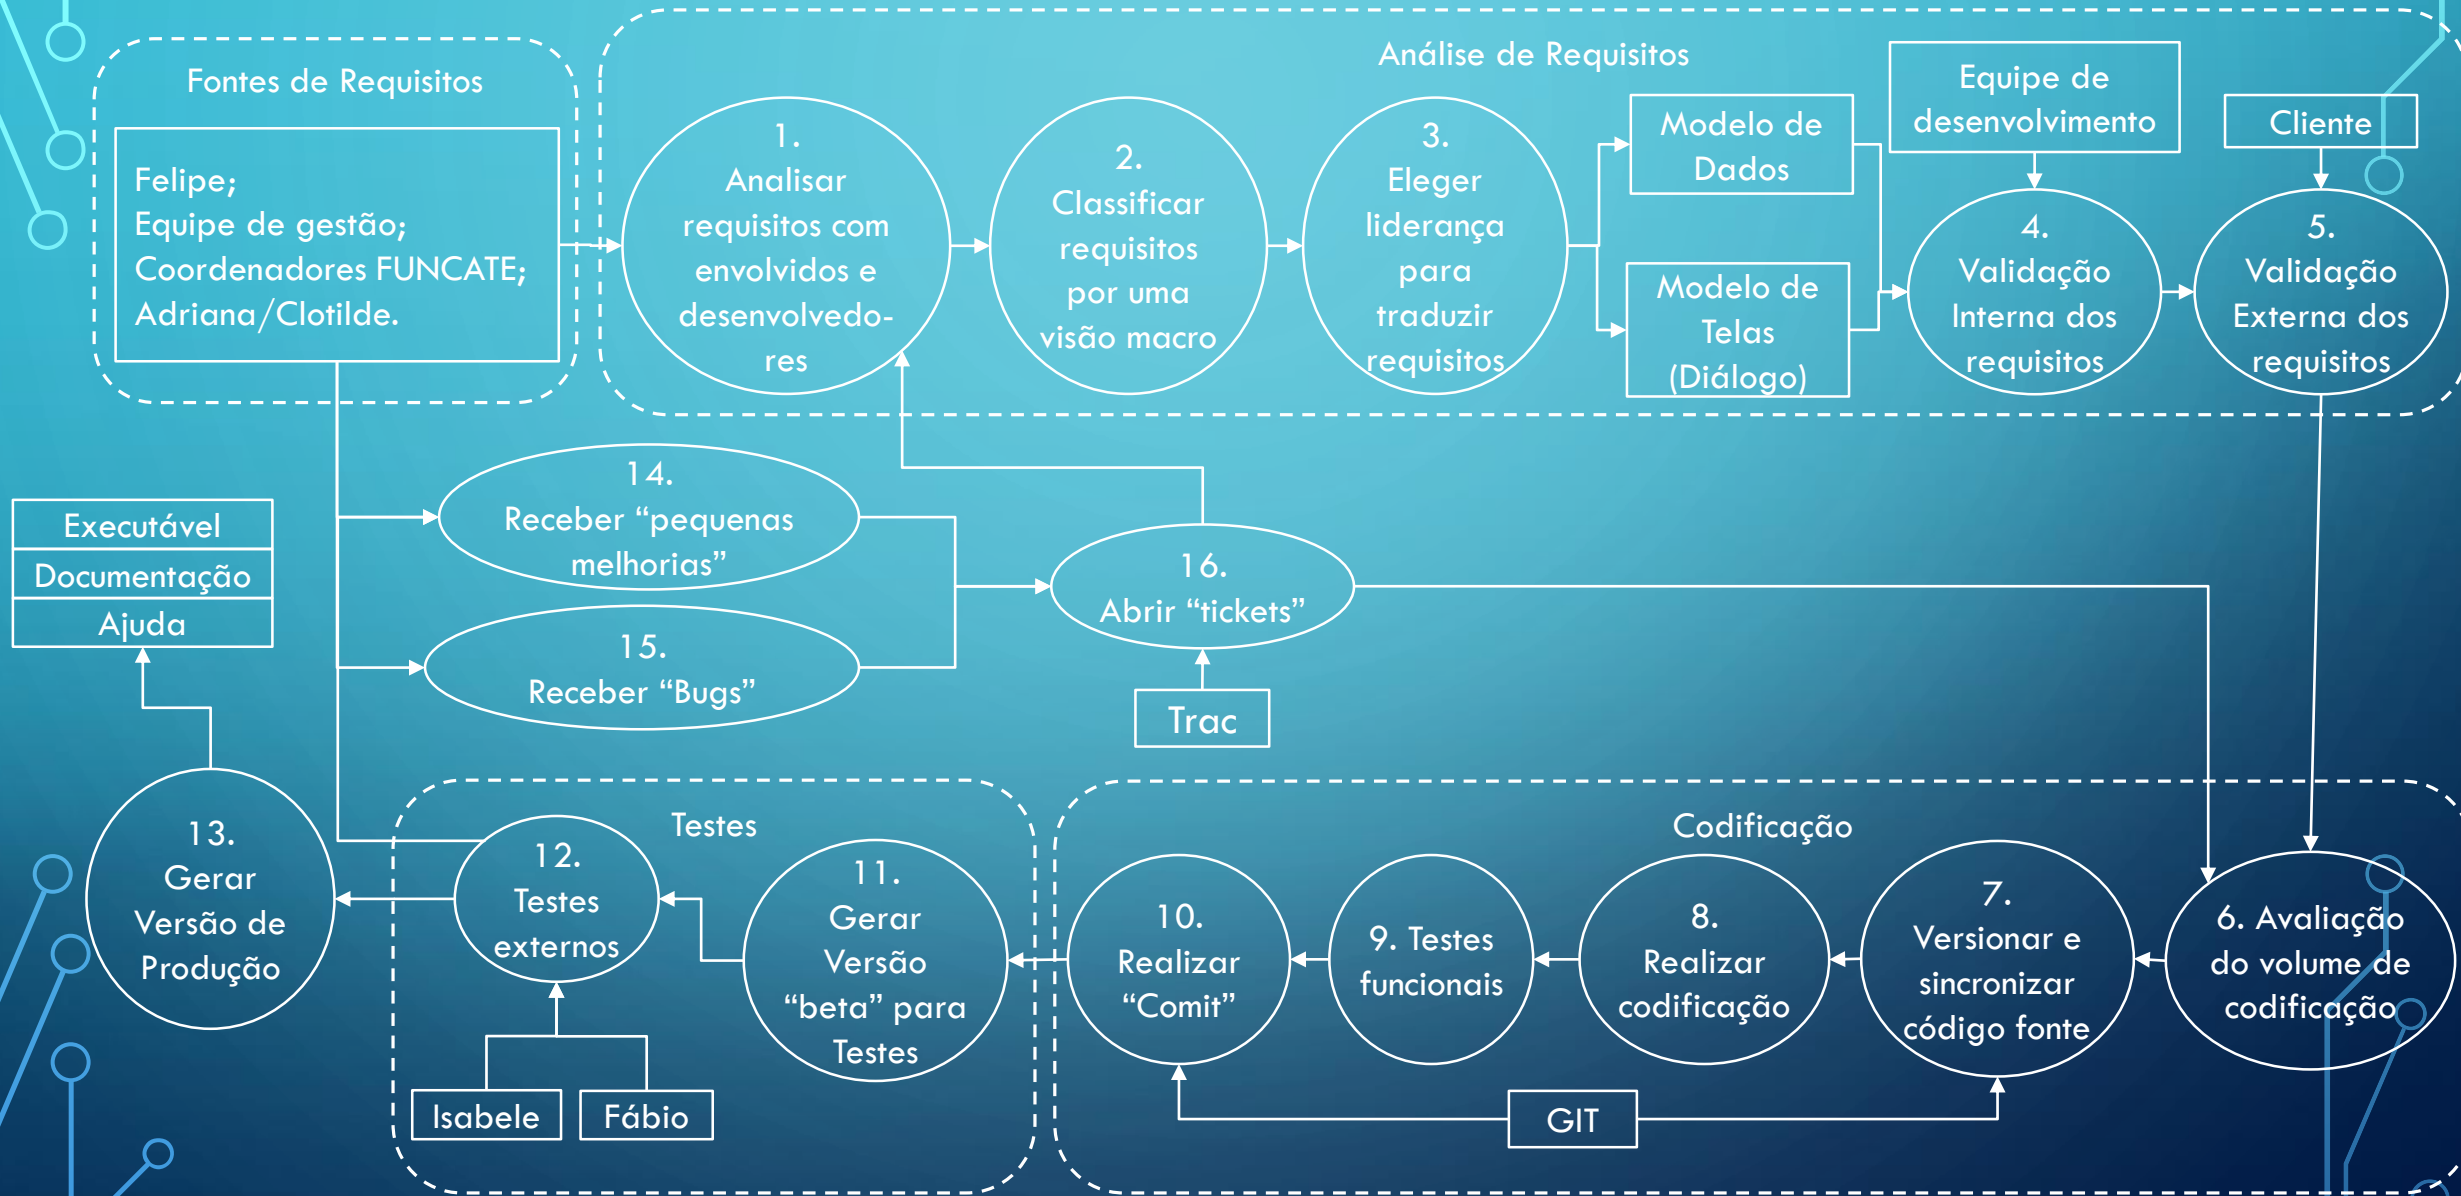 Fontes de Requisitos
Felipe;
Equipe de gestão;
Coordenadores FUNCATE;
Adriana/Clotilde.
Análise de Requisitos
1.
Analisar
requisitos com
envolvidos e
desenvolvedo-
res
2.
Classificar
requisitos
por uma
visão macro
3.
Eleger
liderança
para
traduzir
requisitos
Modelo de
Dados
Modelo de
Telas
(Diálogo)
Equipe de
desenvolvimento
4.
Validação
Interna dos
requisitos
Cliente
5.
Validação
Externa dos
requisitos
14.
Receber “pequenas
melhorias”
15.
Receber “Bugs”
16.
Abrir “tickets”
Trac
Executável
Documentação
Ajuda
13.
Gerar
Versão de
Produção
Testes
12.
Testes
externos
Isabele
Fábio
11.
Gerar
Versão
“beta” para
Testes
Codificação
10.
Realizar
“Comit”
9. Testes
funcionais
8.
Realizar
codificação
7.
Versionar e
sincronizar
código fonte
6. Avaliação
do volume de
codificação
GIT